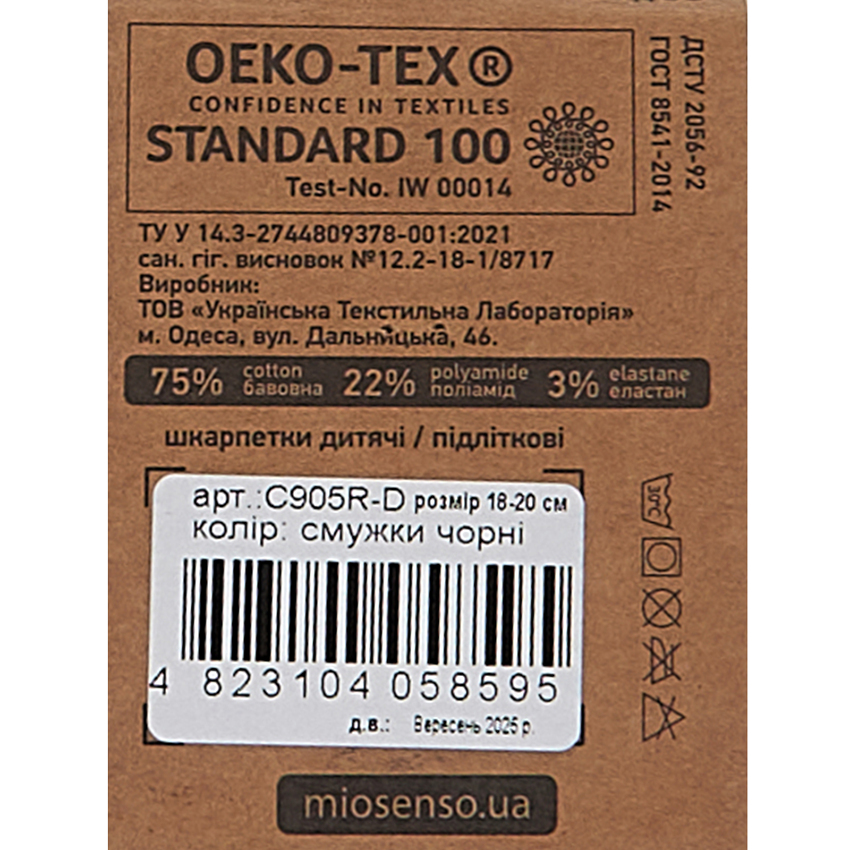 OEKO-TEX®
CONFIDENCE IN TEXTILES
STANDARD 100
Test-No. IW 00014
ДСТУ 2056-92
ГОСТ 8541-2014
ТУ У 14.3-2744809378-001:2021
сан. гіг. висновок №12.2-18-1/8717
Виробник:
ТОВ «Українська Текстильна Лабораторія»
м. Одеса, вул. Дальницька, 46.
75% cotton бавовна 22% polyamide поліамід 3% elastane еластан
шкарпетки дитячі / підліткові
арт.:C905R-D розмір 18-20 см
колір: смужки чорні
4 823104 058595
д.в.: Вересень 2025 р.
30°C
miosenso.ua